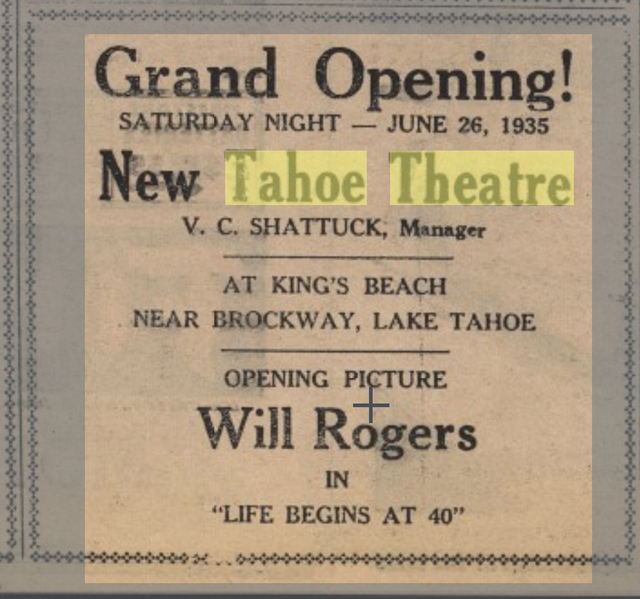 Grand Opening!
SATURDAY NIGHT — JUNE 26, 1935
New Tahoe Theatre
V. C. SHATTUCK, Manager
AT KING'S BEACH
NEAR BROCKWAY, LAKE TAHOE
OPENING PICTURE
Will Rogers
IN
"LIFE BEGINS AT 40"